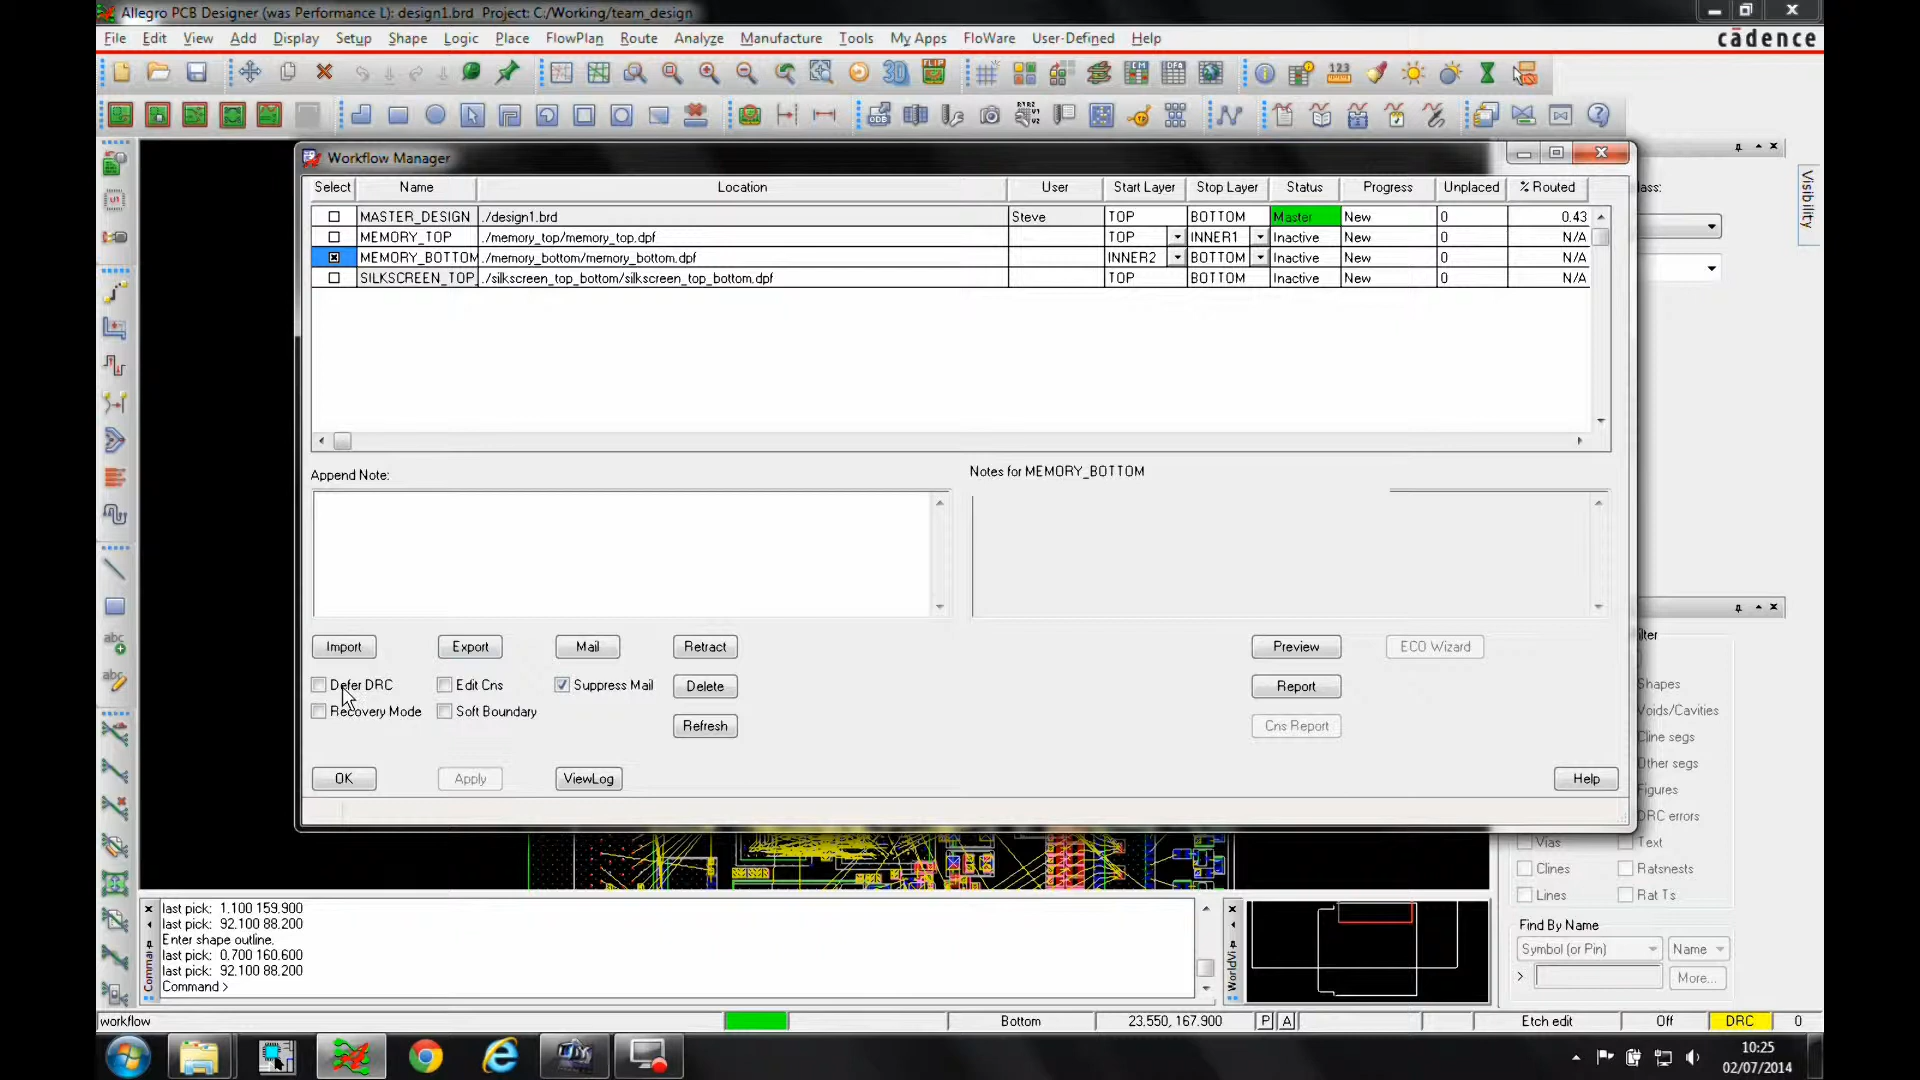 Allegro PCB Designer (was Performance L): design1.brd  Project: C:/Working/team_design
File Edit View Add Display Setup Shape Logic Place FlowPlan Route Analyze Manufacture Tools My Apps FloWare User-Defined Help
cādence
Workflow Manager
Select Name Location User Start Layer Stop Layer Status Progress Unplaced % Routed
MASTER_DESIGN ./design1.brd Steve TOP BOTTOM Master New 0 0.43
MEMORY_TOP ./memory_top/memory_top.dpf TOP INNER1 Inactive New 0 N/A
MEMORY_BOTTOM ./memory_bottom/memory_bottom.dpf INNER2 BOTTOM Inactive New 0 N/A
SILKSCREEN_TOP_ ./silkscreen_top_bottom/silkscreen_top_bottom.dpf TOP BOTTOM Inactive New 0 N/A
Append Note:
Notes for MEMORY_BOTTOM
Import Export Mail Retract Preview ECO Wizard
Defer DRC Edit Cns Suppress Mail Delete Report
Recovery Mode Soft Boundary Refresh Cns Report
OK Apply ViewLog Help
lass:
Visibility
ilter
Shapes
Voids/Cavities
Cline segs
Other segs
Figures
DRC errors
Vias Text
Clines Ratsnests
Lines Rat Ts
Find By Name
Symbol (or Pin) Name
> More...
last pick:  1.100 159.900
last pick:  92.100 88.200
Enter shape outline.
last pick:  0.700 160.600
last pick:  92.100 88.200
Command >
Comma
WorldVi
workflow Bottom 23.550, 167.900 P A Etch edit Off DRC 0
10:25
02/07/2014